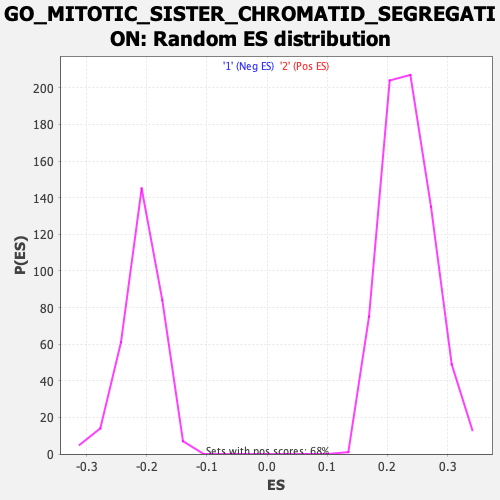 GO_MITOTIC_SISTER_CHROMATID_SEGREGATI
ON: Random ES distribution
'1' (Neg ES) '2' (Pos ES)
200
180
160
140
120
100
80
60
40
20
0
P(ES)
Sets with pos scores: 68%
-0.3 -0.2 -0.1 0.0 0.1 0.2 0.3
ES